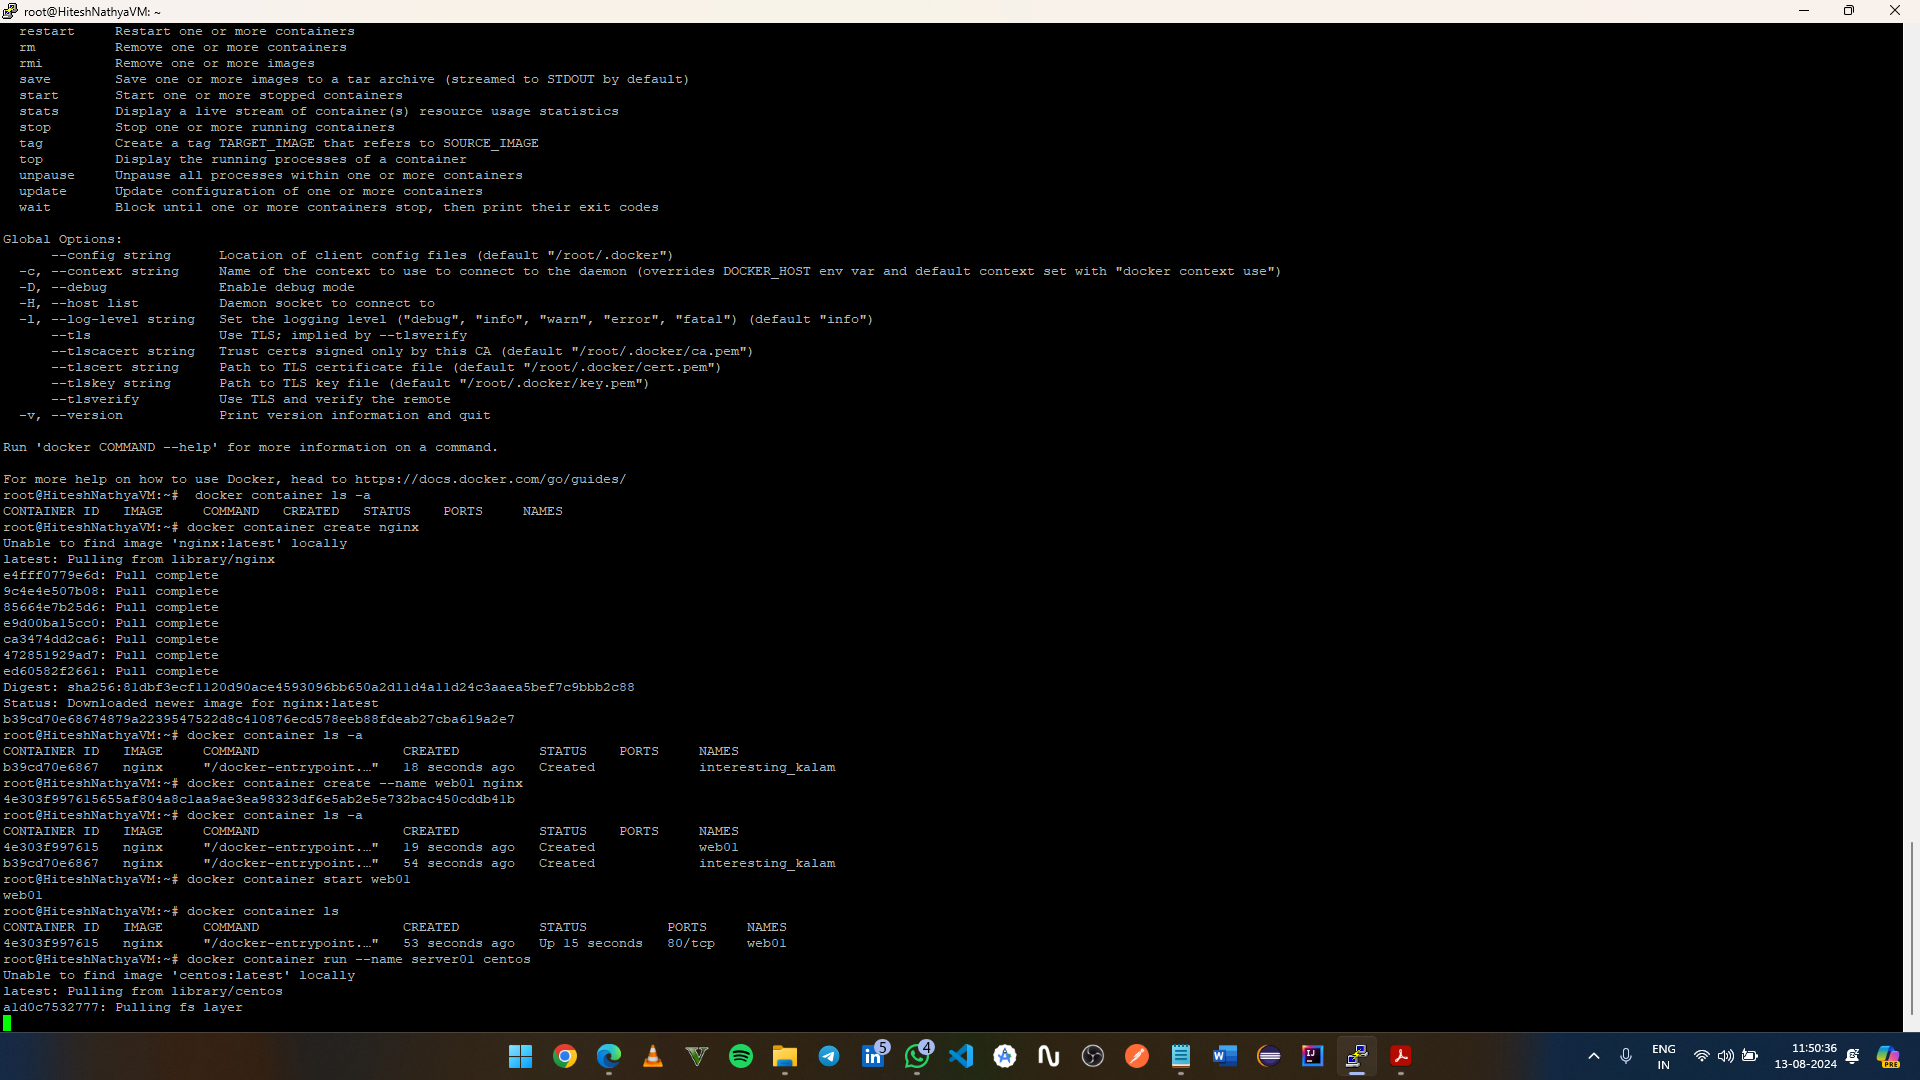 root@HiteshNathyaVM: ~
restart     Restart one or more containers
rm          Remove one or more containers
rmi         Remove one or more images
save        Save one or more images to a tar archive (streamed to STDOUT by default)
start       Start one or more stopped containers
stats       Display a live stream of container(s) resource usage statistics
stop        Stop one or more running containers
tag         Create a tag TARGET_IMAGE that refers to SOURCE_IMAGE
top         Display the running processes of a container
unpause     Unpause all processes within one or more containers
update      Update configuration of one or more containers
wait        Block until one or more containers stop, then print their exit codes
Global Options:
--config string      Location of client config files (default "/root/.docker")
-c, --context string     Name of the context to use to connect to the daemon (overrides DOCKER_HOST env var and default context set with "docker context use")
-D, --debug              Enable debug mode
-H, --host list          Daemon socket to connect to
-l, --log-level string   Set the logging level ("debug", "info", "warn", "error", "fatal") (default "info")
--tls                Use TLS; implied by --tlsverify
--tlscacert string   Trust certs signed only by this CA (default "/root/.docker/ca.pem")
--tlscert string     Path to TLS certificate file (default "/root/.docker/cert.pem")
--tlskey string      Path to TLS key file (default "/root/.docker/key.pem")
--tlsverify          Use TLS and verify the remote
-v, --version            Print version information and quit
Run 'docker COMMAND --help' for more information on a command.
For more help on how to use Docker, head to https://docs.docker.com/go/guides/
root@HiteshNathyaVM:~#  docker container ls -a
CONTAINER ID   IMAGE     COMMAND   CREATED   STATUS    PORTS     NAMES
root@HiteshNathyaVM:~# docker container create nginx
Unable to find image 'nginx:latest' locally
latest: Pulling from library/nginx
e4fff0779e6d: Pull complete
9c4e4e507b08: Pull complete
85664e7b25d6: Pull complete
e9d00ba15cc0: Pull complete
ca3474dd2ca6: Pull complete
472851929ad7: Pull complete
ed60582f2661: Pull complete
Digest: sha256:81dbf3ecf1120d90ace4593096bb650a2d11d4a11d24c3aaea5bef7c9bbb2c88
Status: Downloaded newer image for nginx:latest
b39cd70e68674879a2239547522d8c410876ecd578eeb88fdeab27cba619a2e7
root@HiteshNathyaVM:~# docker container ls -a
CONTAINER ID   IMAGE     COMMAND                  CREATED          STATUS    PORTS     NAMES
b39cd70e6867   nginx     "/docker-entrypoint.…"   18 seconds ago   Created             interesting_kalam
root@HiteshNathyaVM:~# docker container create --name web01 nginx
4e303f997615655af804a8c1aa9ae3ea98323df6e5ab2e5e732bac450cddb41b
root@HiteshNathyaVM:~# docker container ls -a
CONTAINER ID   IMAGE     COMMAND                  CREATED          STATUS    PORTS     NAMES
4e303f997615   nginx     "/docker-entrypoint.…"   19 seconds ago   Created             web01
b39cd70e6867   nginx     "/docker-entrypoint.…"   54 seconds ago   Created             interesting_kalam
root@HiteshNathyaVM:~# docker container start web01
web01
root@HiteshNathyaVM:~# docker container ls
CONTAINER ID   IMAGE     COMMAND                  CREATED          STATUS          PORTS     NAMES
4e303f997615   nginx     "/docker-entrypoint.…"   53 seconds ago   Up 15 seconds   80/tcp    web01
root@HiteshNathyaVM:~# docker container run --name server01 centos
Unable to find image 'centos:latest' locally
latest: Pulling from library/centos
a1d0c7532777: Pulling fs layer
5
4
ENG
IN
11:50:36
13-08-2024
PRE